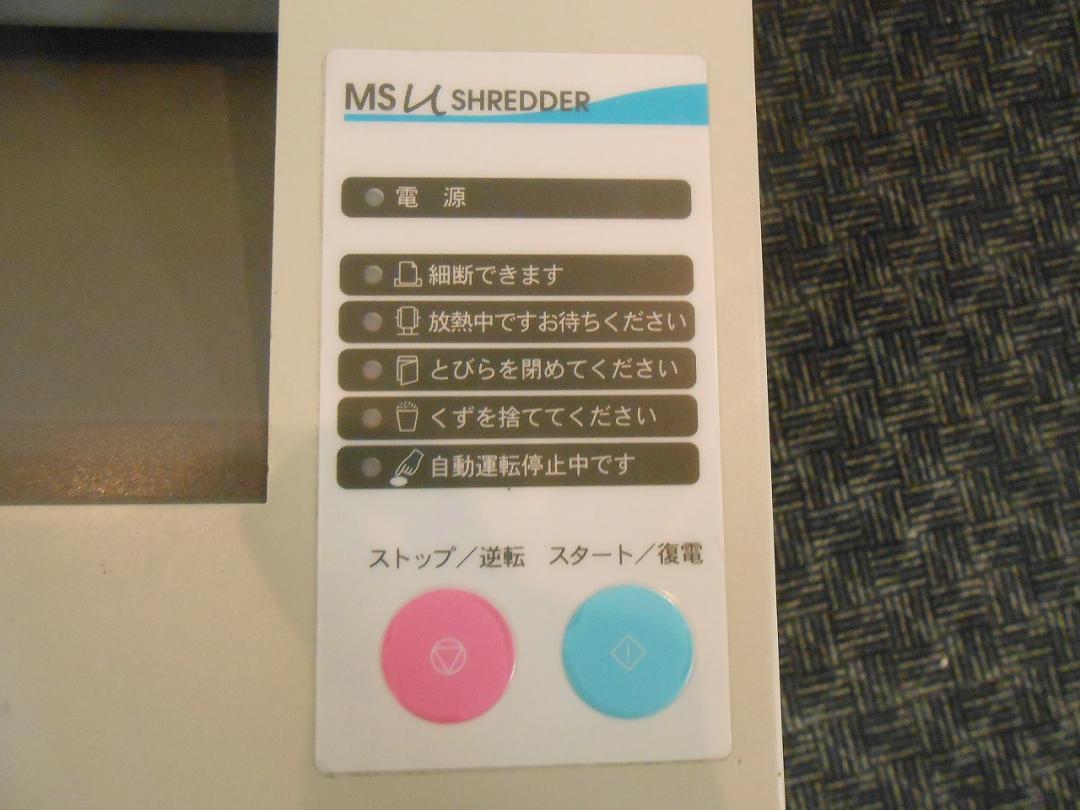 MS μ SHREDDER
電 源
細断できます
放熱中ですお待ちください
とびらを閉めてください
くずを捨ててください
自動運転停止中です
ストップ／逆転 スタート／復電